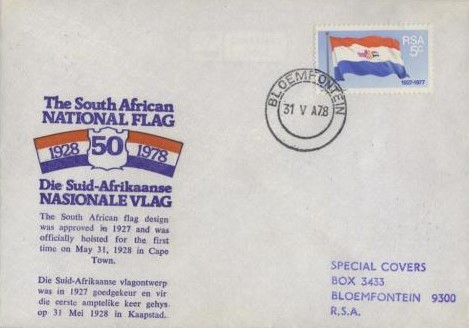 The South African
NATIONAL FLAG
1928 50 1978
Die Suid-Afrikaanse
NASIONALE VLAG
The South African flag design
was approved in 1927 and was
officially hoisted for the first
time on May 31, 1928 in Cape
Town.
Die Suid-Afrikaanse vlagontwerp
was in 1927 goedgekeur en vir
die eerste amptelike keer gehys
op 31 Mei 1928 in Kaapstad.
RSA
5c
1927-1977
BLOEMFONTEIN
31 V A78
SPECIAL COVERS
BOX 3433
BLOEMFONTEIN 9300
R.S.A.